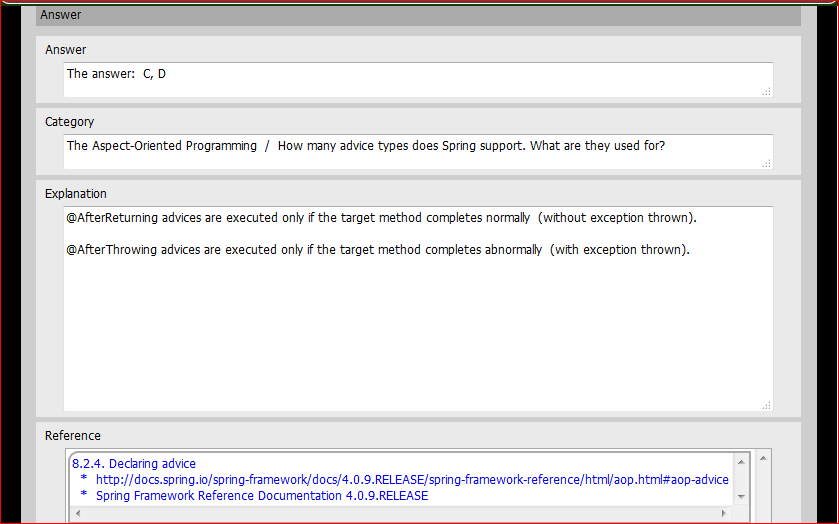 Answer
Answer
The answer:  C, D
Category
The Aspect-Oriented Programming  /  How many advice types does Spring support. What are they used for?
Explanation
@AfterReturning advices are executed only if the target method completes normally  (without exception thrown).
@AfterThrowing advices are executed only if the target method completes abnormally  (with exception thrown).
Reference
8.2.4. Declaring advice
*  http://docs.spring.io/spring-framework/docs/4.0.9.RELEASE/spring-framework-reference/html/aop.html#aop-advice
*  Spring Framework Reference Documentation 4.0.9.RELEASE